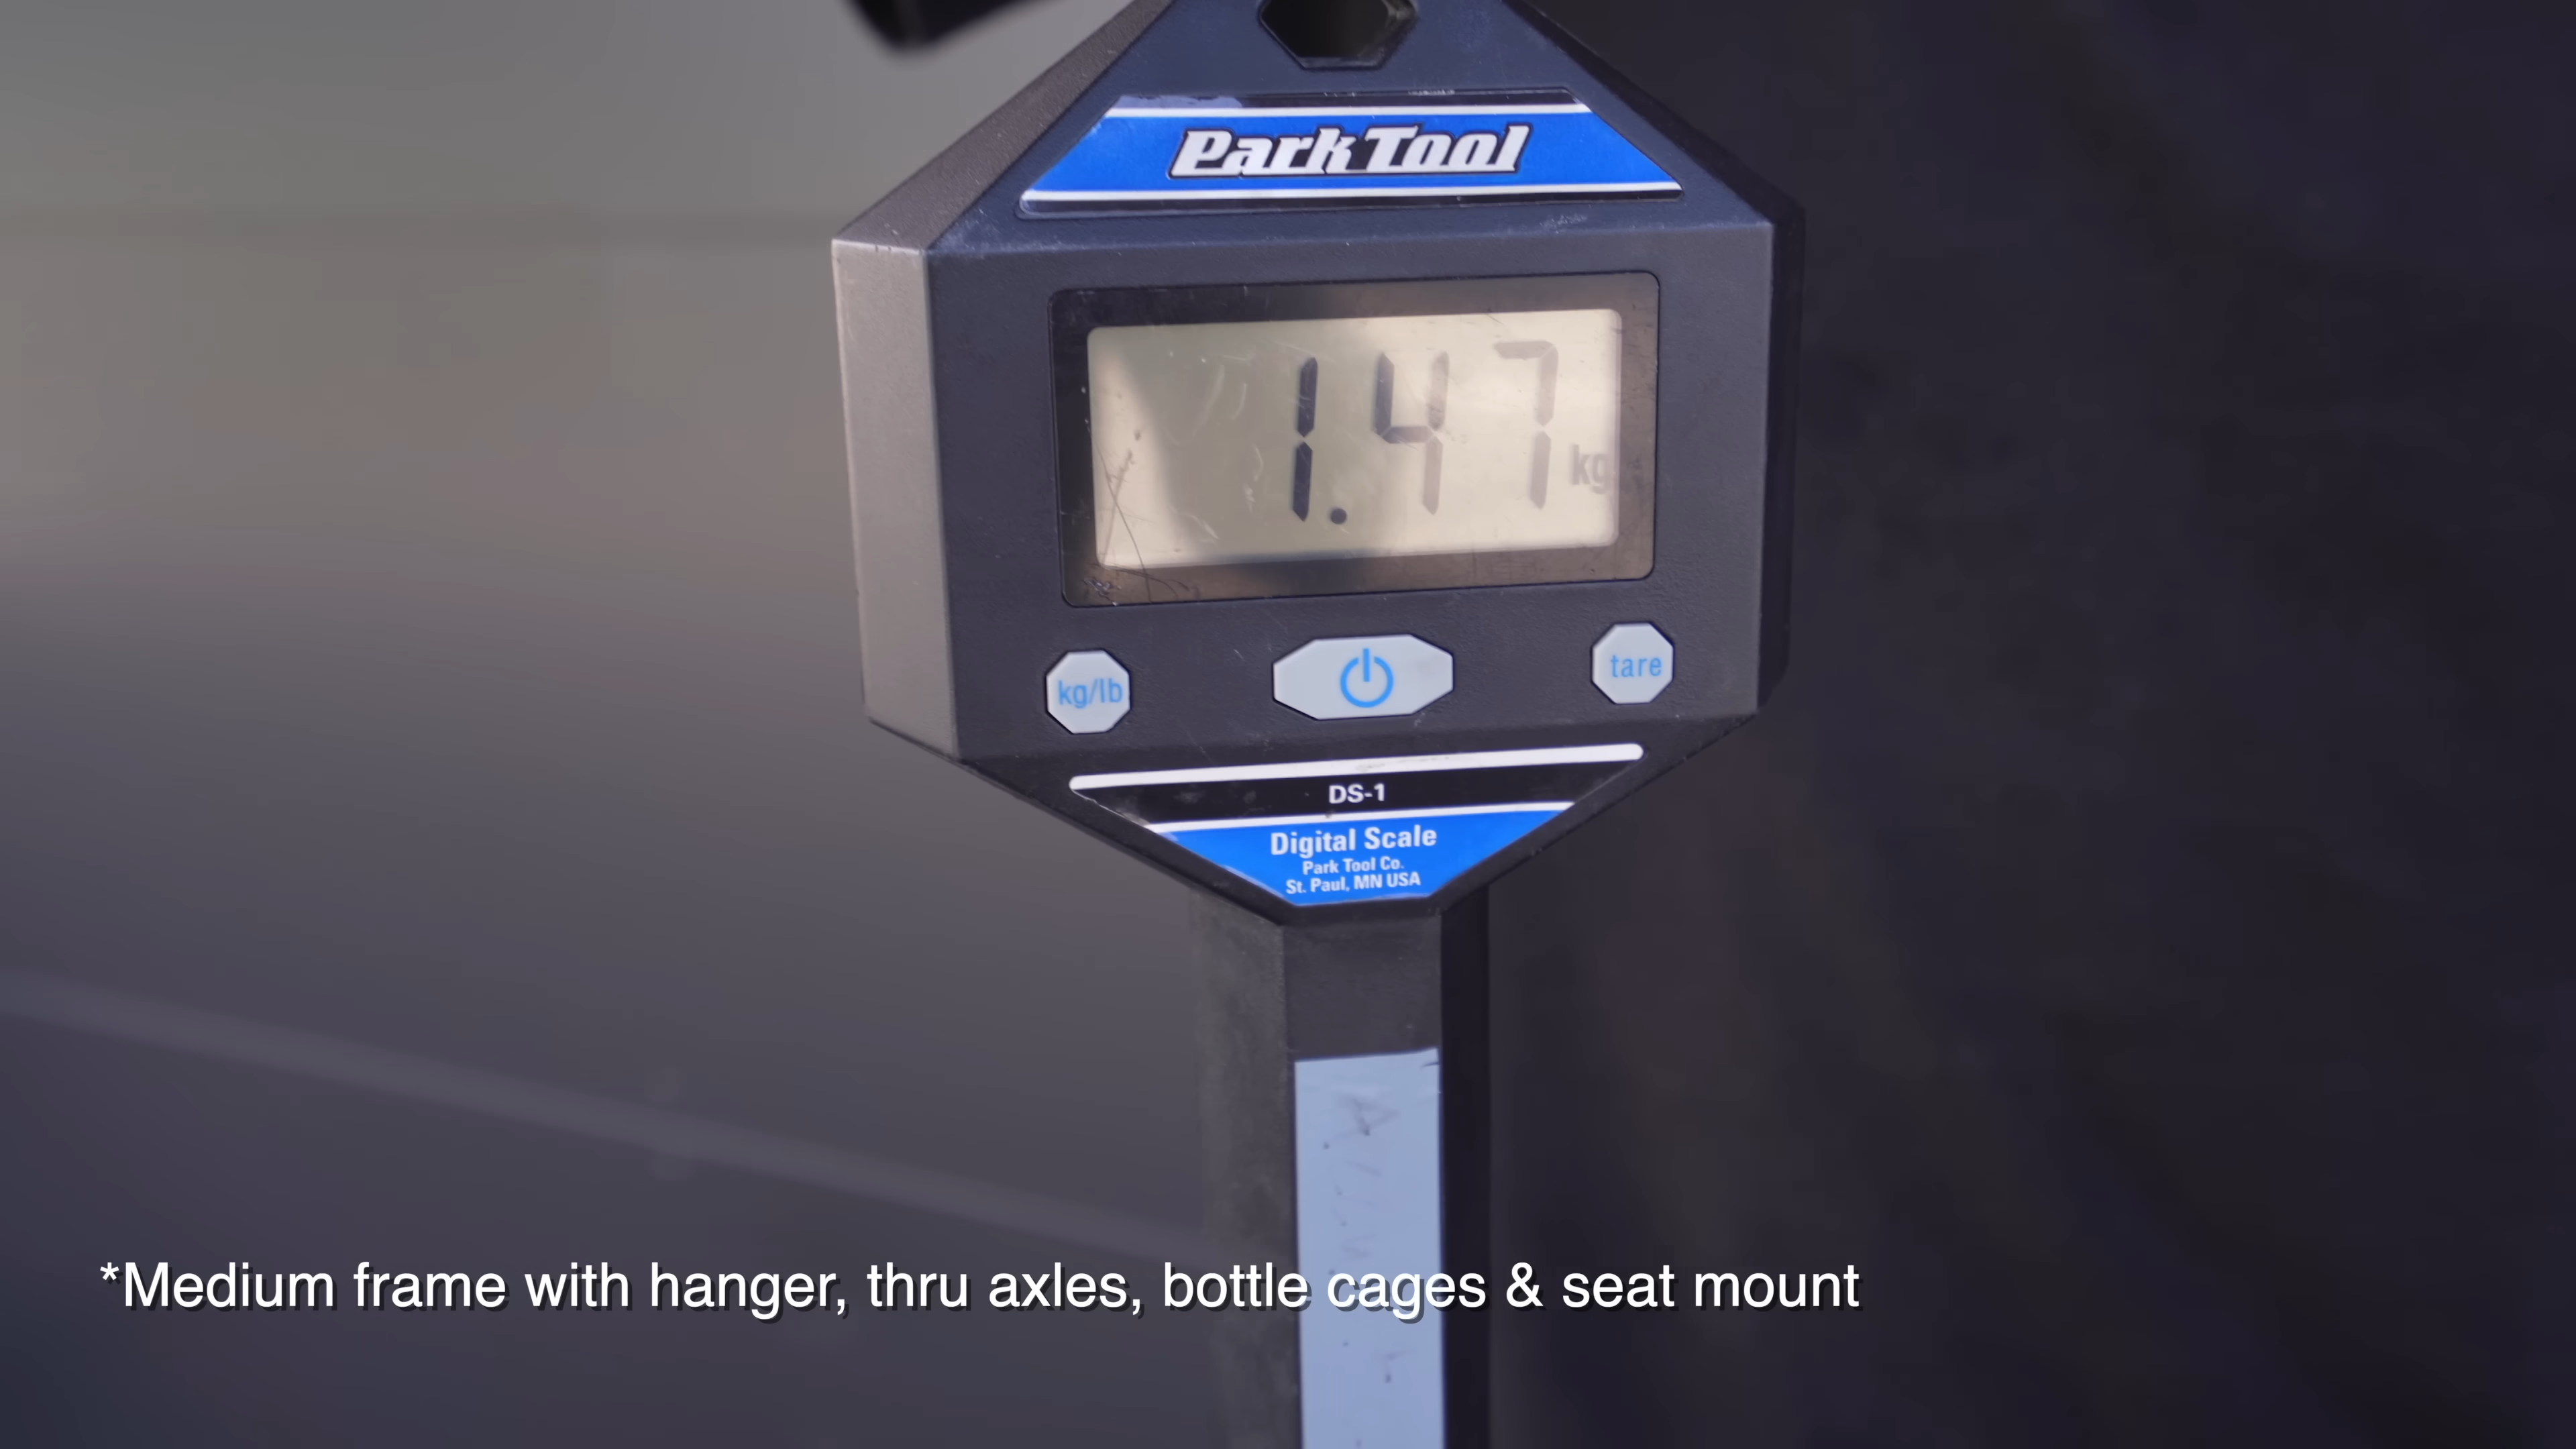 Park Tool
1.47
kg
kg/lb
tare
DS-1
Digital Scale
Park Tool Co.
St. Paul, MN USA
*Medium frame with hanger, thru axles, bottle cages & seat mount